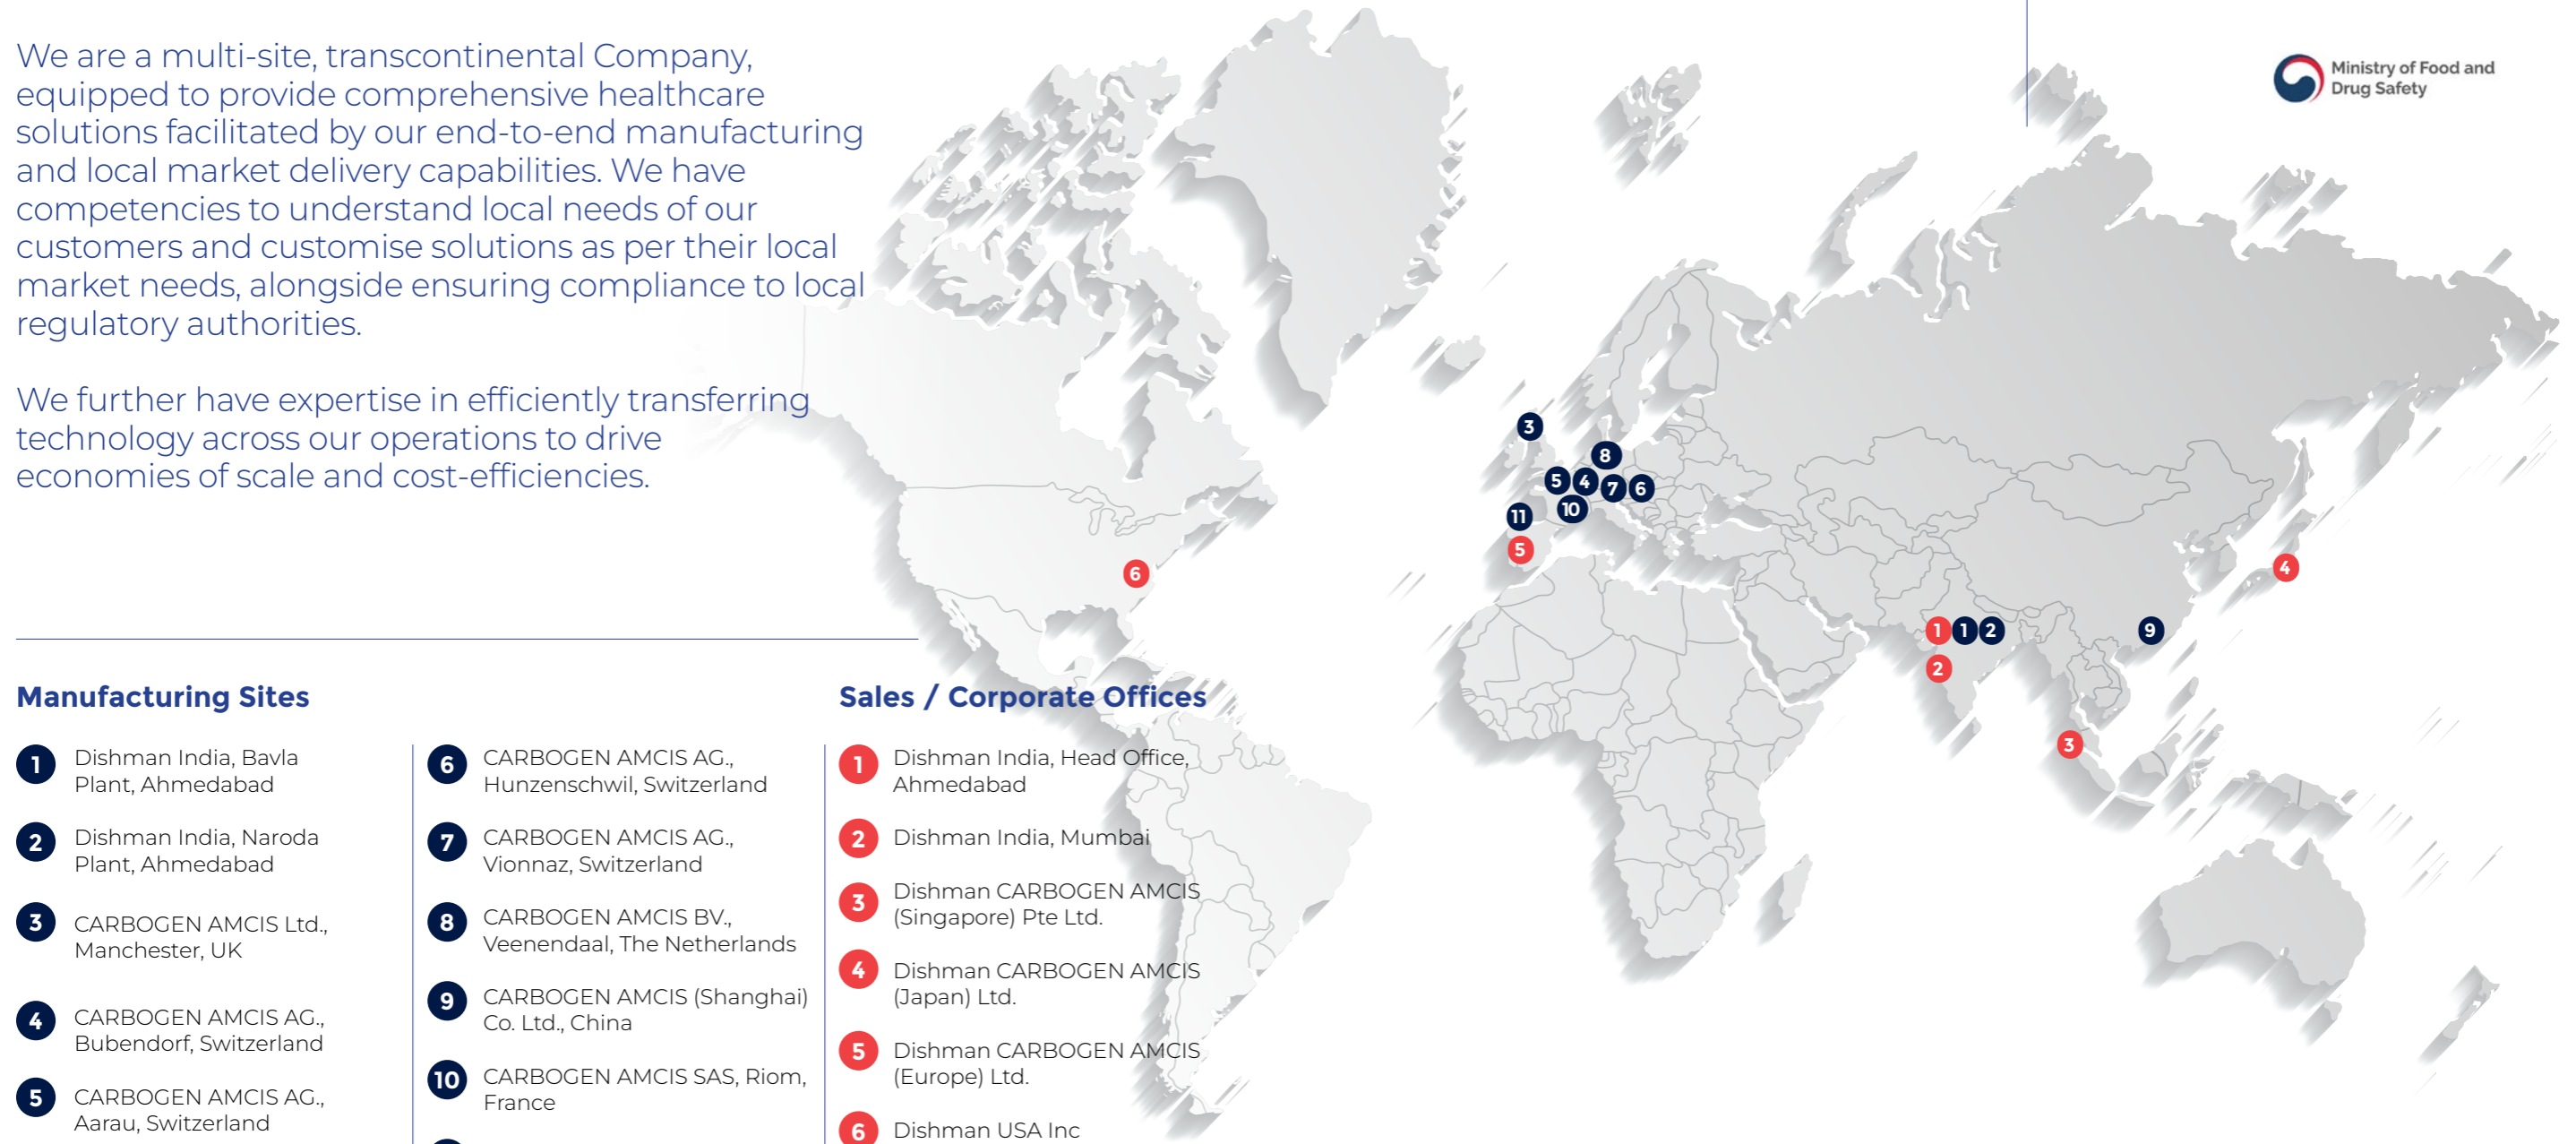 We are a multi-site, transcontinental Company,
equipped to provide comprehensive healthcare
solutions facilitated by our end-to-end manufacturing
and local market delivery capabilities. We have
competencies to understand local needs of our
customers and customise solutions as per their local
market needs, alongside ensuring compliance to local
regulatory authorities.
We further have expertise in efficiently transferring
technology across our operations to drive
economies of scale and cost-efficiencies.
Ministry of Food and
Drug Safety
3
8
5 4 7 6
10
11
5
6
4
1 1 2
9
2
3
Manufacturing Sites
1 Dishman India, Bavla
Plant, Ahmedabad
2 Dishman India, Naroda
Plant, Ahmedabad
3 CARBOGEN AMCIS Ltd.,
Manchester, UK
4 CARBOGEN AMCIS AG.,
Bubendorf, Switzerland
5 CARBOGEN AMCIS AG.,
Aarau, Switzerland
6 CARBOGEN AMCIS AG.,
Hunzenschwil, Switzerland
7 CARBOGEN AMCIS AG.,
Vionnaz, Switzerland
8 CARBOGEN AMCIS BV.,
Veenendaal, The Netherlands
9 CARBOGEN AMCIS (Shanghai)
Co. Ltd., China
10 CARBOGEN AMCIS SAS, Riom,
France
Sales / Corporate Offices
1 Dishman India, Head Office,
Ahmedabad
2 Dishman India, Mumbai
3 Dishman CARBOGEN AMCIS
(Singapore) Pte Ltd.
4 Dishman CARBOGEN AMCIS
(Japan) Ltd.
5 Dishman CARBOGEN AMCIS
(Europe) Ltd.
6 Dishman USA Inc